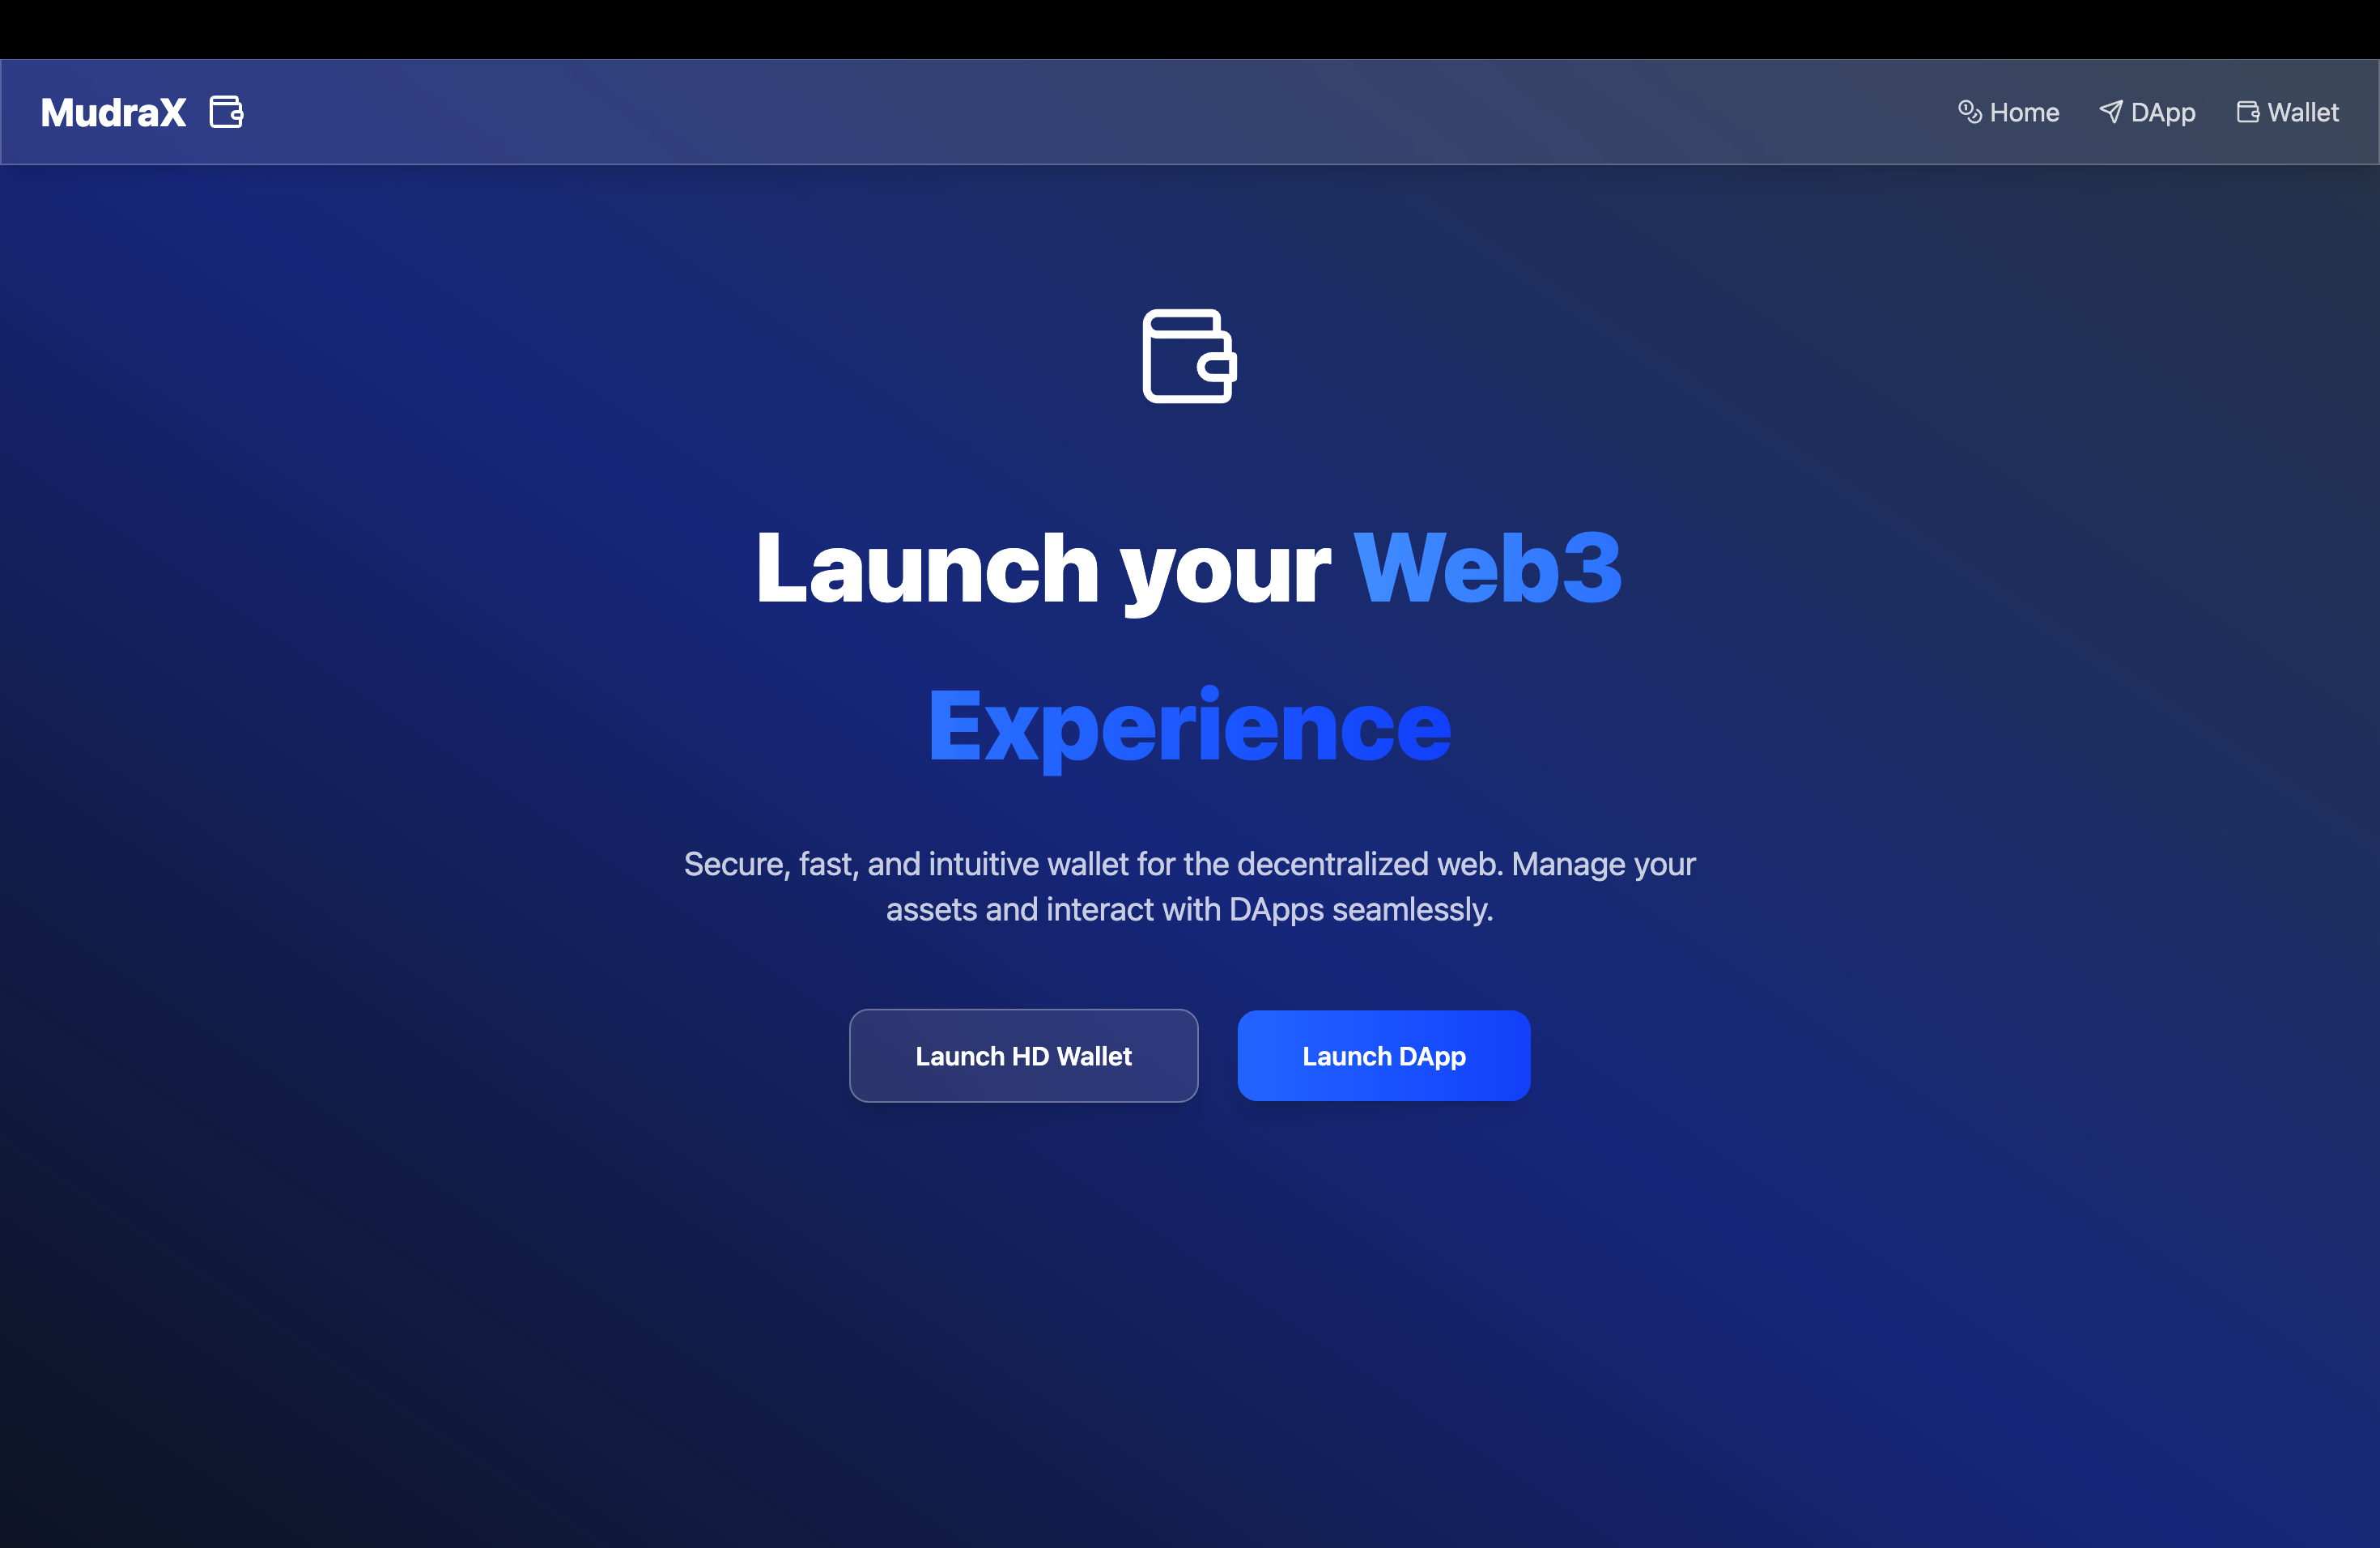 MudraX
Home DApp Wallet
Launch your Web3
Experience
Secure, fast, and intuitive wallet for the decentralized web. Manage your
assets and interact with DApps seamlessly.
Launch HD Wallet
Launch DApp